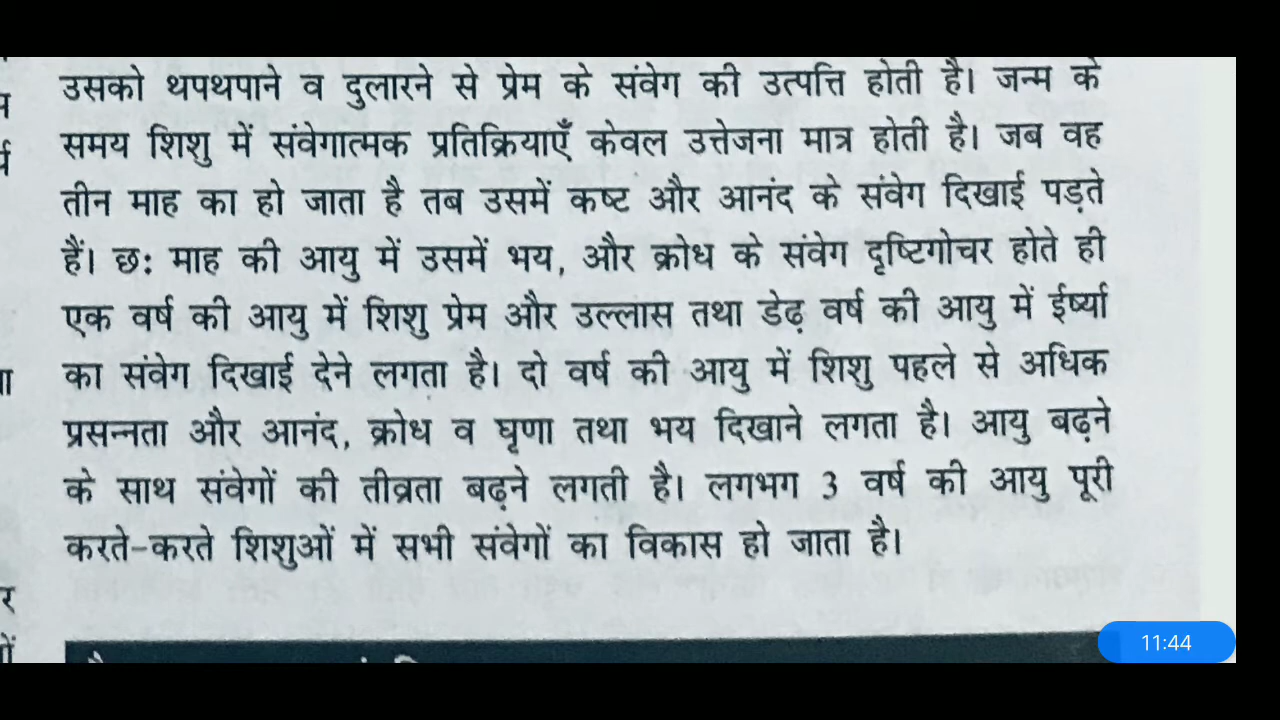 उसको थपथपाने व दुलारने से प्रेम के संवेग की उत्पत्ति होती है। जन्म के
समय शिशु में संवेगात्मक प्रतिक्रियाएँ केवल उत्तेजना मात्र होती है। जब वह
तीन माह का हो जाता है तब उसमें कष्ट और आनंद के संवेग दिखाई पड़ते
हैं। छः माह की आयु में उसमें भय, और क्रोध के संवेग दृष्टिगोचर होते ही
एक वर्ष की आयु में शिशु प्रेम और उल्लास तथा डेढ़ वर्ष की आयु में ईर्ष्या
का संवेग दिखाई देने लगता है। दो वर्ष की आयु में शिशु पहले से अधिक
प्रसन्नता और आनंद, क्रोध व घृणा तथा भय दिखाने लगता है। आयु बढ़ने
के साथ संवेगों की तीव्रता बढ़ने लगती है। लगभग 3 वर्ष की आयु पूरी
करते-करते शिशुओं में सभी संवेगों का विकास हो जाता है।
11:44